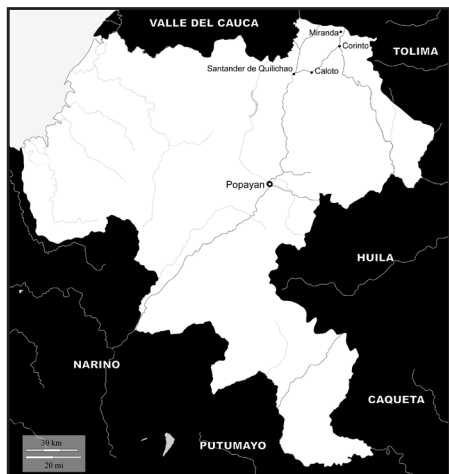 VALLE DEL CAUCA
Miranda
Corinto
TOLIMA
Santander de Quilichao
Caloto
Popayan
HUILA
NARINO
CAQUETA
PUTUMAYO
30 km
20 mi